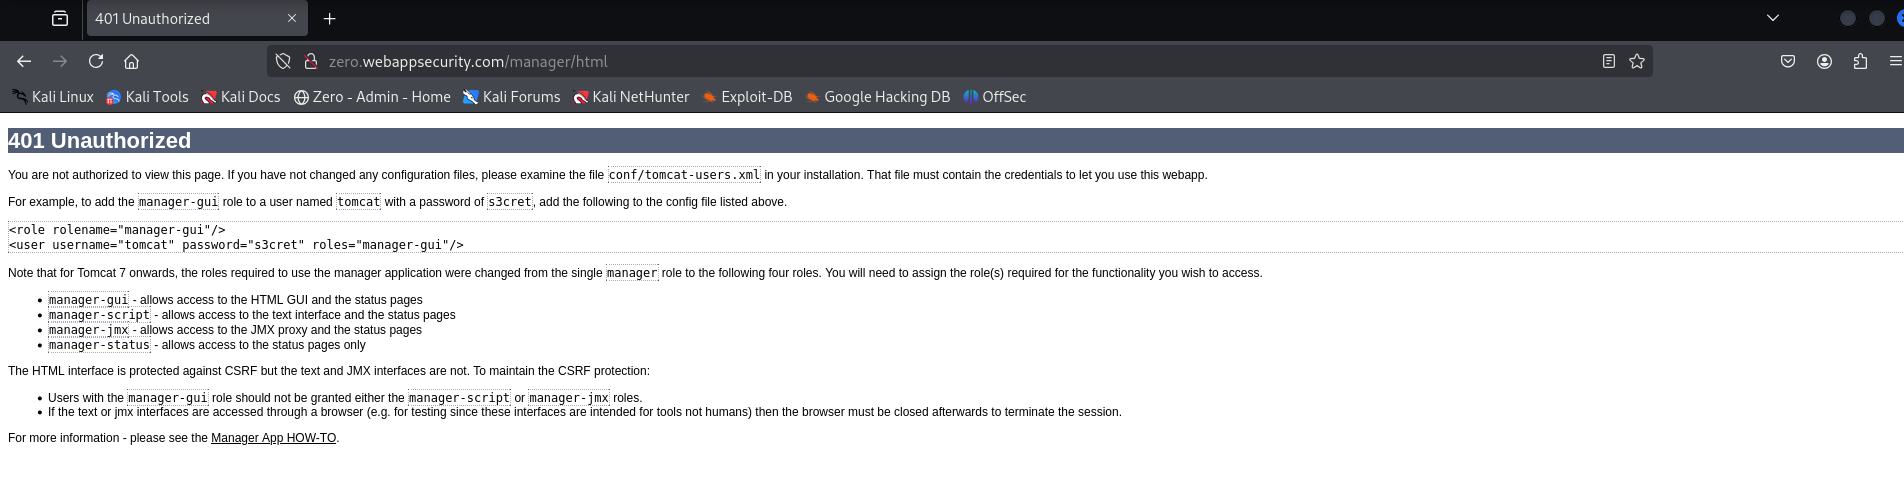 401 Unauthorized
zero.webappsecurity.com/manager/html
Kali Linux Kali Tools Kali Docs Zero - Admin - Home Kali Forums Kali NetHunter Exploit-DB Google Hacking DB OffSec
401 Unauthorized
You are not authorized to view this page. If you have not changed any configuration files, please examine the file conf/tomcat-users.xml in your installation. That file must contain the credentials to let you use this webapp.
For example, to add the manager-gui role to a user named tomcat with a password of s3cret, add the following to the config file listed above.
<role rolename="manager-gui"/>
<user username="tomcat" password="s3cret" roles="manager-gui"/>
Note that for Tomcat 7 onwards, the roles required to use the manager application were changed from the single manager role to the following four roles. You will need to assign the role(s) required for the functionality you wish to access.
• manager-gui - allows access to the HTML GUI and the status pages
• manager-script - allows access to the text interface and the status pages
• manager-jmx - allows access to the JMX proxy and the status pages
• manager-status - allows access to the status pages only
The HTML interface is protected against CSRF but the text and JMX interfaces are not. To maintain the CSRF protection:
• Users with the manager-gui role should not be granted either the manager-script or manager-jmx roles.
• If the text or jmx interfaces are accessed through a browser (e.g. for testing since these interfaces are intended for tools not humans) then the browser must be closed afterwards to terminate the session.
For more information - please see the Manager App HOW-TO.